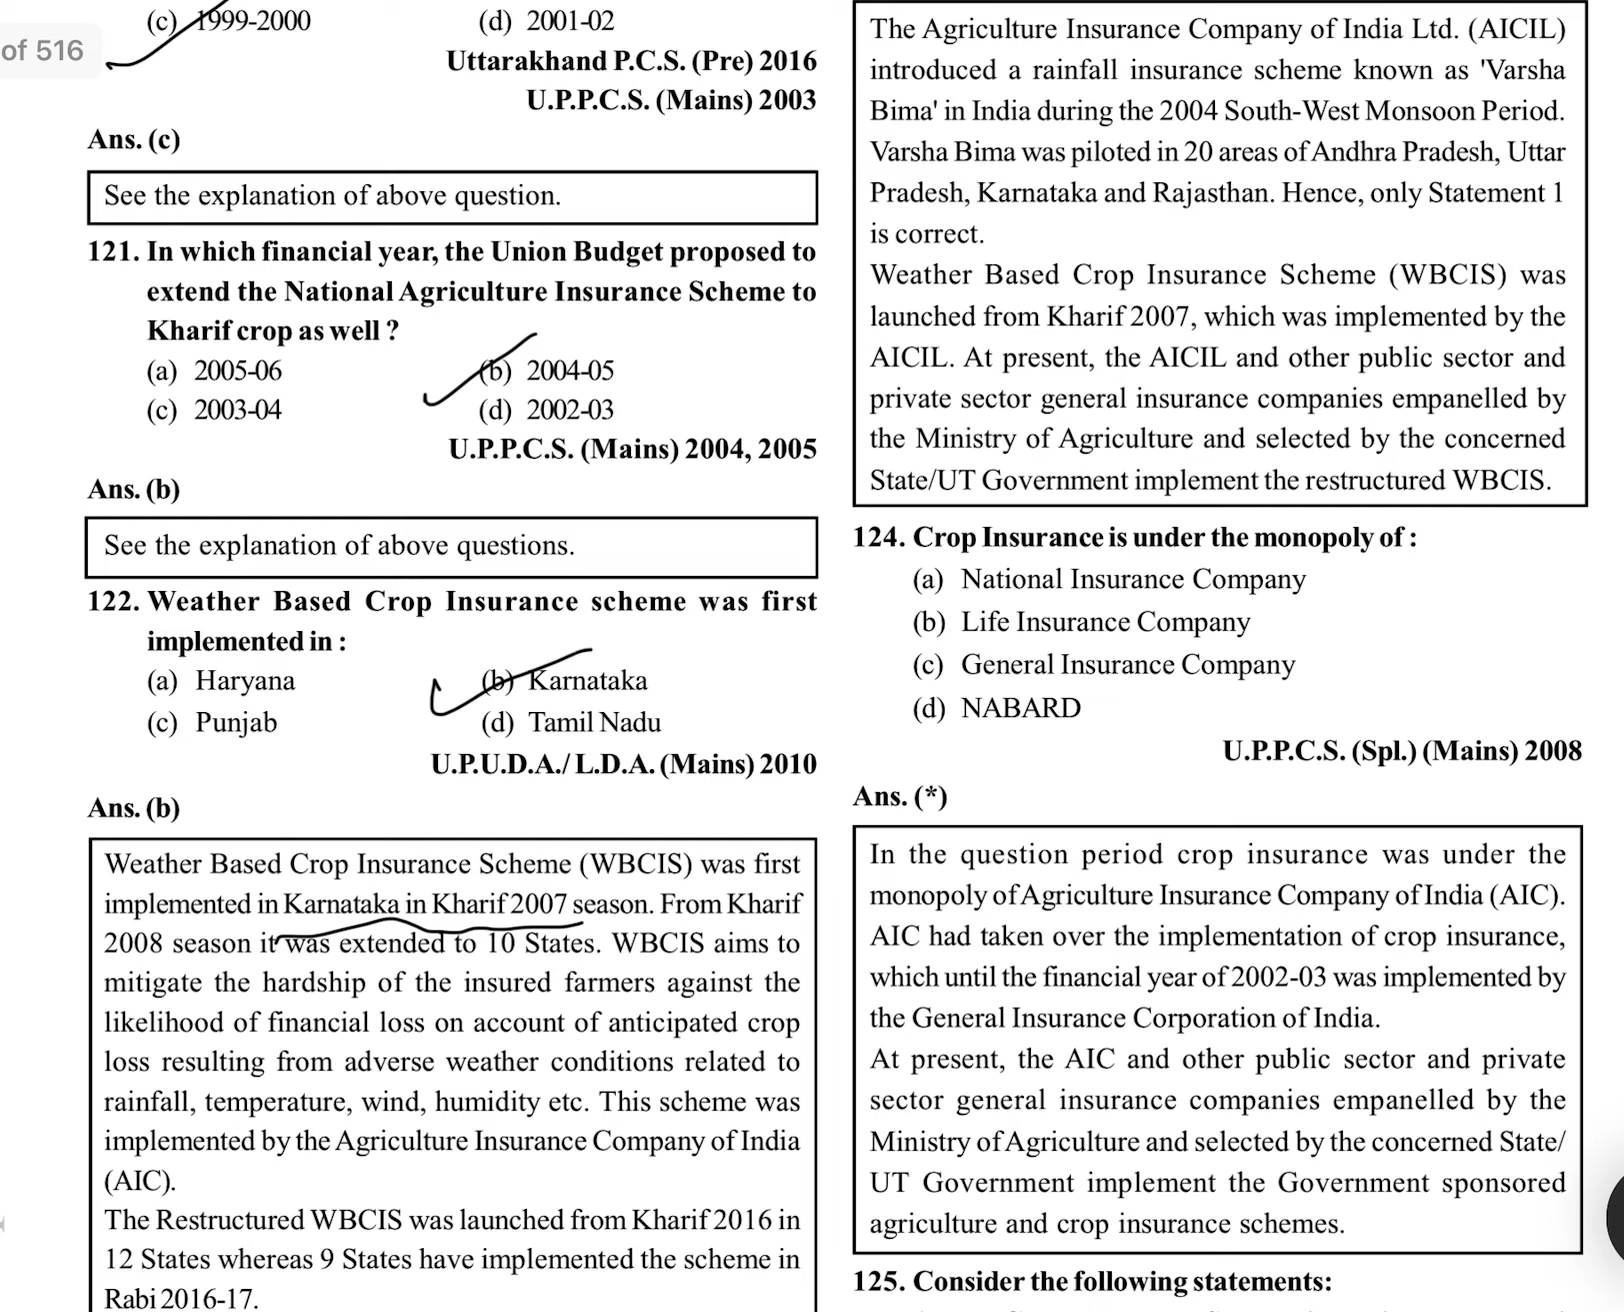 (c) 1999-2000 (d) 2001-02
of 516
Uttarakhand P.C.S. (Pre) 2016
U.P.P.C.S. (Mains) 2003
Ans. (c)
See the explanation of above question.
121. In which financial year, the Union Budget proposed to
extend the National Agriculture Insurance Scheme to
Kharif crop as well ?
(a) 2005-06 (b) 2004-05
(c) 2003-04 (d) 2002-03
U.P.P.C.S. (Mains) 2004, 2005
Ans. (b)
See the explanation of above questions.
122. Weather Based Crop Insurance scheme was first
implemented in :
(a) Haryana (b) Karnataka
(c) Punjab (d) Tamil Nadu
U.P.U.D.A./ L.D.A. (Mains) 2010
Ans. (b)
Weather Based Crop Insurance Scheme (WBCIS) was first
implemented in Karnataka in Kharif 2007 season. From Kharif
2008 season it was extended to 10 States. WBCIS aims to
mitigate the hardship of the insured farmers against the
likelihood of financial loss on account of anticipated crop
loss resulting from adverse weather conditions related to
rainfall, temperature, wind, humidity etc. This scheme was
implemented by the Agriculture Insurance Company of India
(AIC).
The Restructured WBCIS was launched from Kharif 2016 in
12 States whereas 9 States have implemented the scheme in
Rabi 2016-17.
The Agriculture Insurance Company of India Ltd. (AICIL)
introduced a rainfall insurance scheme known as 'Varsha
Bima' in India during the 2004 South-West Monsoon Period.
Varsha Bima was piloted in 20 areas of Andhra Pradesh, Uttar
Pradesh, Karnataka and Rajasthan. Hence, only Statement 1
is correct.
Weather Based Crop Insurance Scheme (WBCIS) was
launched from Kharif 2007, which was implemented by the
AICIL. At present, the AICIL and other public sector and
private sector general insurance companies empanelled by
the Ministry of Agriculture and selected by the concerned
State/UT Government implement the restructured WBCIS.
124. Crop Insurance is under the monopoly of :
(a) National Insurance Company
(b) Life Insurance Company
(c) General Insurance Company
(d) NABARD
U.P.P.C.S. (Spl.) (Mains) 2008
Ans. (*)
In the question period crop insurance was under the
monopoly of Agriculture Insurance Company of India (AIC).
AIC had taken over the implementation of crop insurance,
which until the financial year of 2002-03 was implemented by
the General Insurance Corporation of India.
At present, the AIC and other public sector and private
sector general insurance companies empanelled by the
Ministry of Agriculture and selected by the concerned State/
UT Government implement the Government sponsored
agriculture and crop insurance schemes.
125. Consider the following statements: